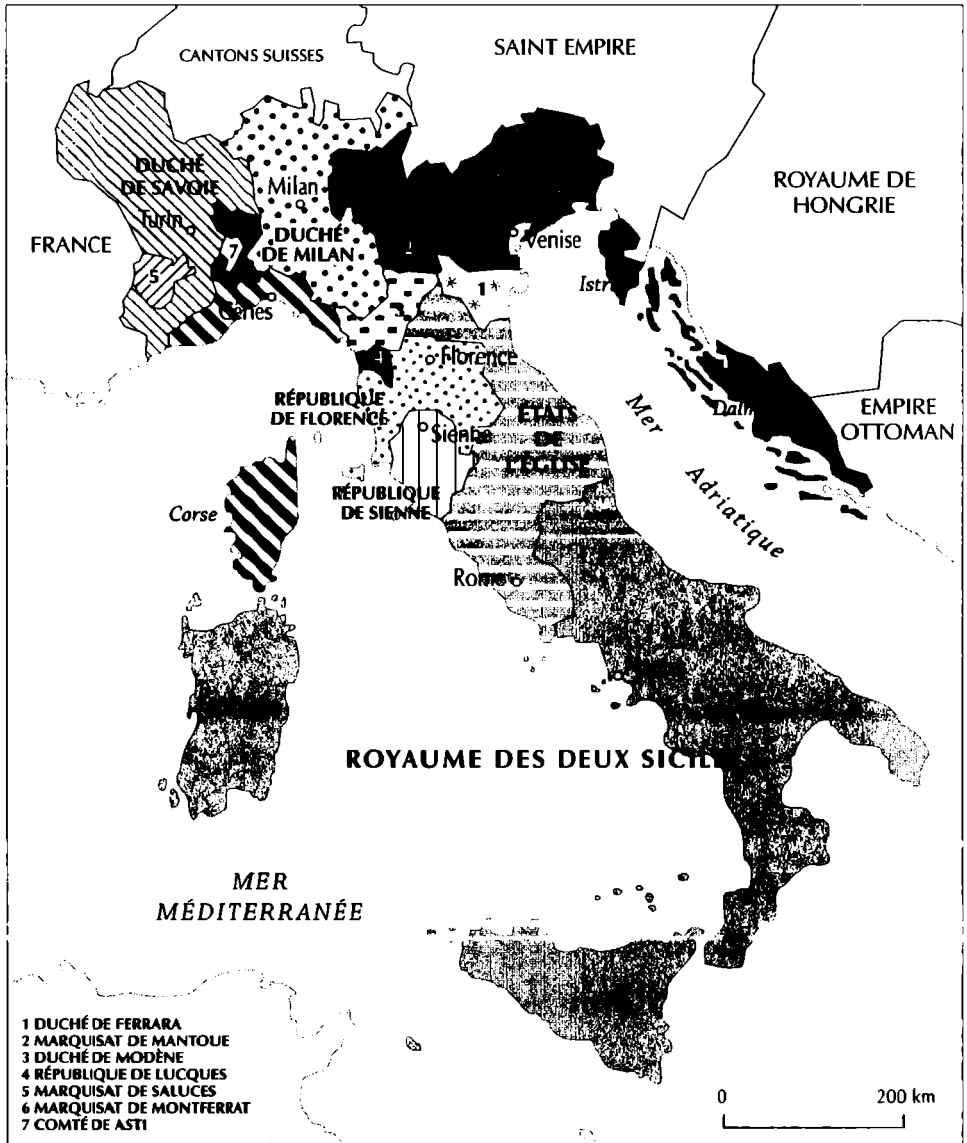 CANTONS SUISSES
SAINT EMPIRE
DUCHÉ
DE SAVOIE
Milan
ROYAUME DE
HONGRIE
Turin
DUCHÉ
DE MILAN
FRANCE
Venise
7
5
1
Istr
Gênes
Florence
RÉPUBLIQUE
DE FLORENCE
Mer
Adriatique
Dalm
EMPIRE
OTTOMAN
ÉTATS
DE
L'ÉGLISE
Sienne
RÉPUBLIQUE
DE SIENNE
Corse
Rome
ROYAUME DES DEUX SICIL
MER
MÉDITERRANÉE
1 DUCHÉ DE FERRARA
2 MARQUISAT DE MANTOUE
3 DUCHÉ DE MODÈNE
4 RÉPUBLIQUE DE LUCQUES
5 MARQUISAT DE SALUCES
6 MARQUISAT DE MONTFERRAT
7 COMTÉ DE ASTI
0 200 km